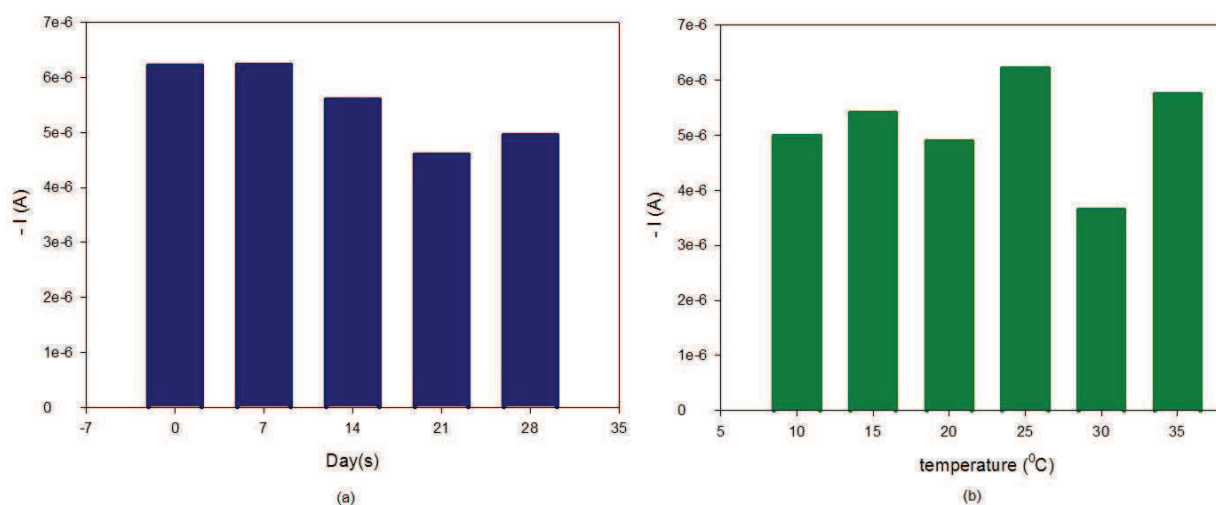 7e-6
6e-6
5e-6
4e-6
3e-6
2e-6
1e-6
0
- I (A)
-7 0 7 14 21 28 35
Day(s)
(a)
7e-6
6e-6
5e-6
4e-6
3e-6
2e-6
1e-6
0
- I (A)
5 10 15 20 25 30 35
temperature (⁰C)
(b)